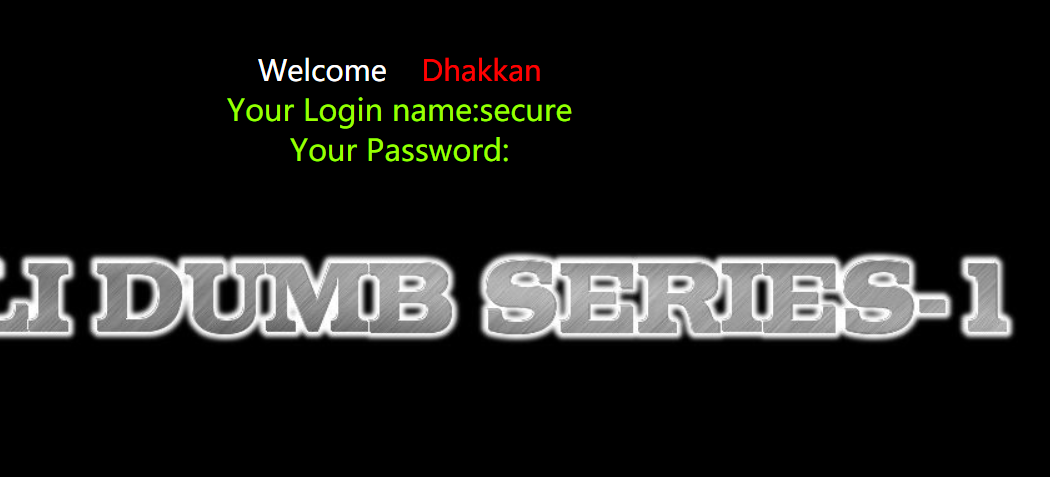 Welcome Dhakkan
Your Login name:secure
Your Password:
LI DUMB SERIES-1